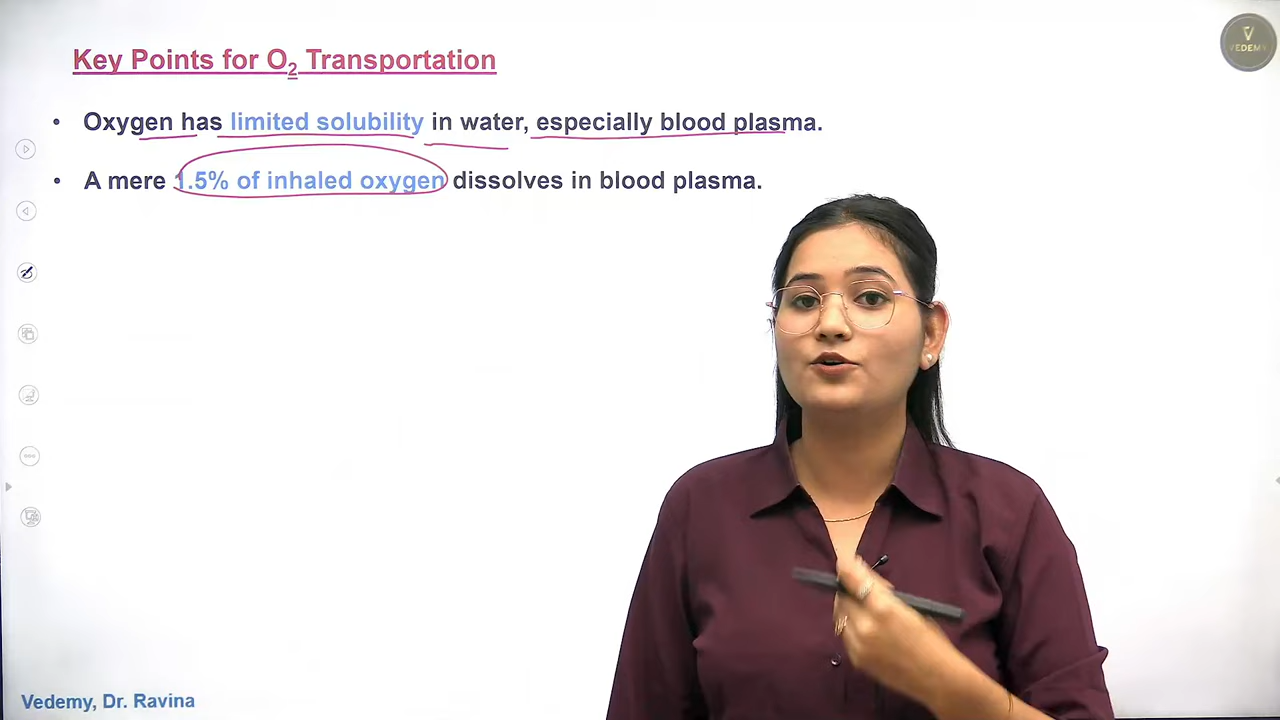 VEDEMY
Key Points for O₂ Transportation
• Oxygen has limited solubility in water, especially blood plasma.
• A mere 1.5% of inhaled oxygen dissolves in blood plasma.
Vedemy, Dr. Ravina